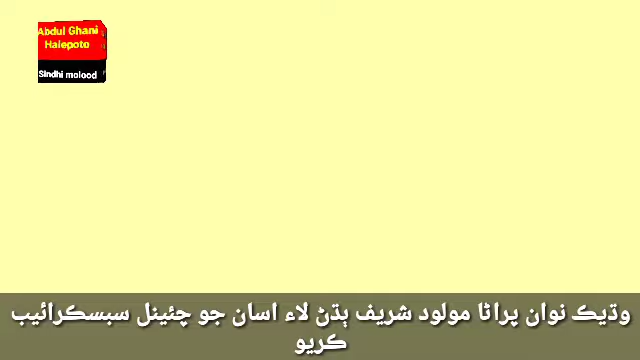 Abdul Ghani
Halepoto
Sindhi molood
وڌيڪ نوان پراڻا مولود شريف ٻڌڻ لاءِ اسان جو چئينل سبسڪرائيب
ڪريو